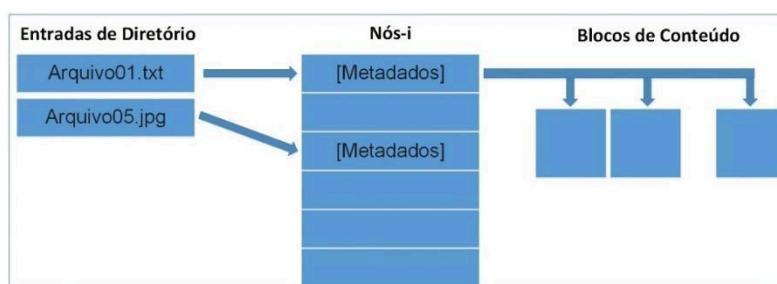 Entradas de Diretório
Nós-i
Blocos de Conteúdo
Arquivo01.txt
[Metadados]
Arquivo05.jpg
[Metadados]